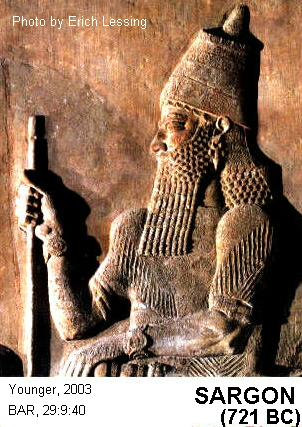 Photo by Erich Lessing
Younger, 2003
BAR, 29:9:40
SARGON
(721 BC)